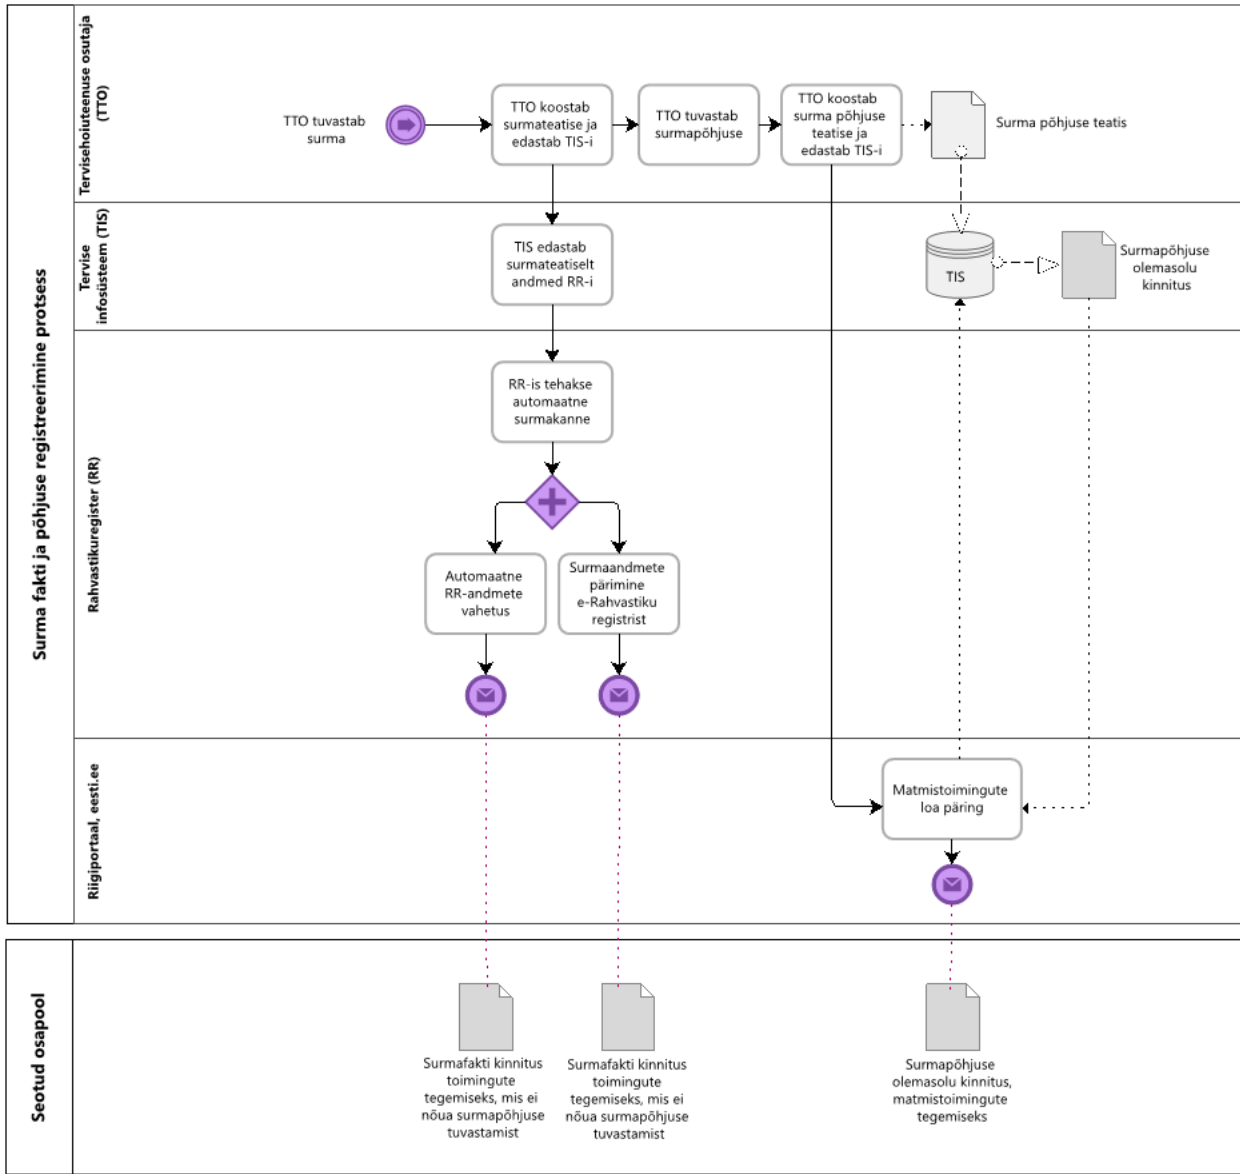 Surma fakti ja põhjuse registreerimine protsess
Tervisehoiuteenuse osutaja
(TTO)
TTO tuvastab
surma
TTO koostab
surmateatise ja
edastab TIS-i
TTO tuvastab
surmapõhjuse
TTO koostab
surma põhjuse
teatise ja
edastab TIS-i
Surma põhjuse teatis
Tervise
infosüsteem (TIS)
TIS edastab
surmateatiselt
andmed RR-i
TIS
Surmapõhjuse
olemasolu
kinnitus
Rahvastikuregister (RR)
RR-is tehakse
automaatne
surmakanne
Automaatne
RR-andmete
vahetus
Surmaandmete
pärimine
e-Rahvastiku
registrist
Riigiportaal, eesti.ee
Matmistoimingute
loa päring
Seotud osapool
Surmafakti kinnitus
toimingute
tegemiseks, mis ei
nõua surmapõhjuse
tuvastamist
Surmafakti kinnitus
toimingute
tegemiseks, mis ei
nõua surmapõhjuse
tuvastamist
Surmapõhjuse
olemasolu kinnitus,
matmistoimingute
tegemiseks